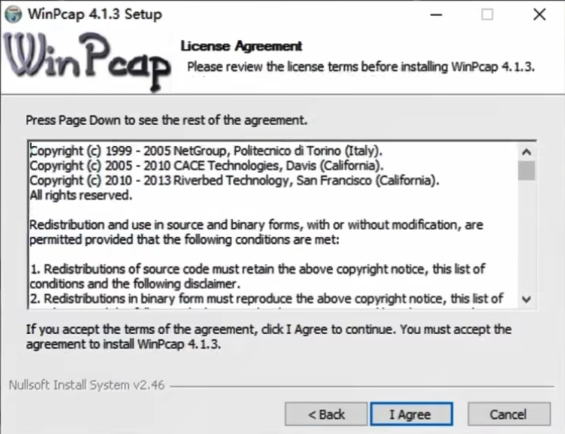 WinPcap 4.1.3 Setup
WinPcap
License Agreement
Please review the license terms before installing WinPcap 4.1.3.
Press Page Down to see the rest of the agreement.
Copyright (c) 1999 - 2005 NetGroup, Politecnico di Torino (Italy).
Copyright (c) 2005 - 2010 CACE Technologies, Davis (California).
Copyright (c) 2010 - 2013 Riverbed Technology, San Francisco (California).
All rights reserved.
Redistribution and use in source and binary forms, with or without modification, are
permitted provided that the following conditions are met:
1. Redistributions of source code must retain the above copyright notice, this list of
conditions and the following disclaimer.
2. Redistributions in binary form must reproduce the above copyright notice, this list of
If you accept the terms of the agreement, click I Agree to continue. You must accept the
agreement to install WinPcap 4.1.3.
Nullsoft Install System v2.46
< Back I Agree Cancel